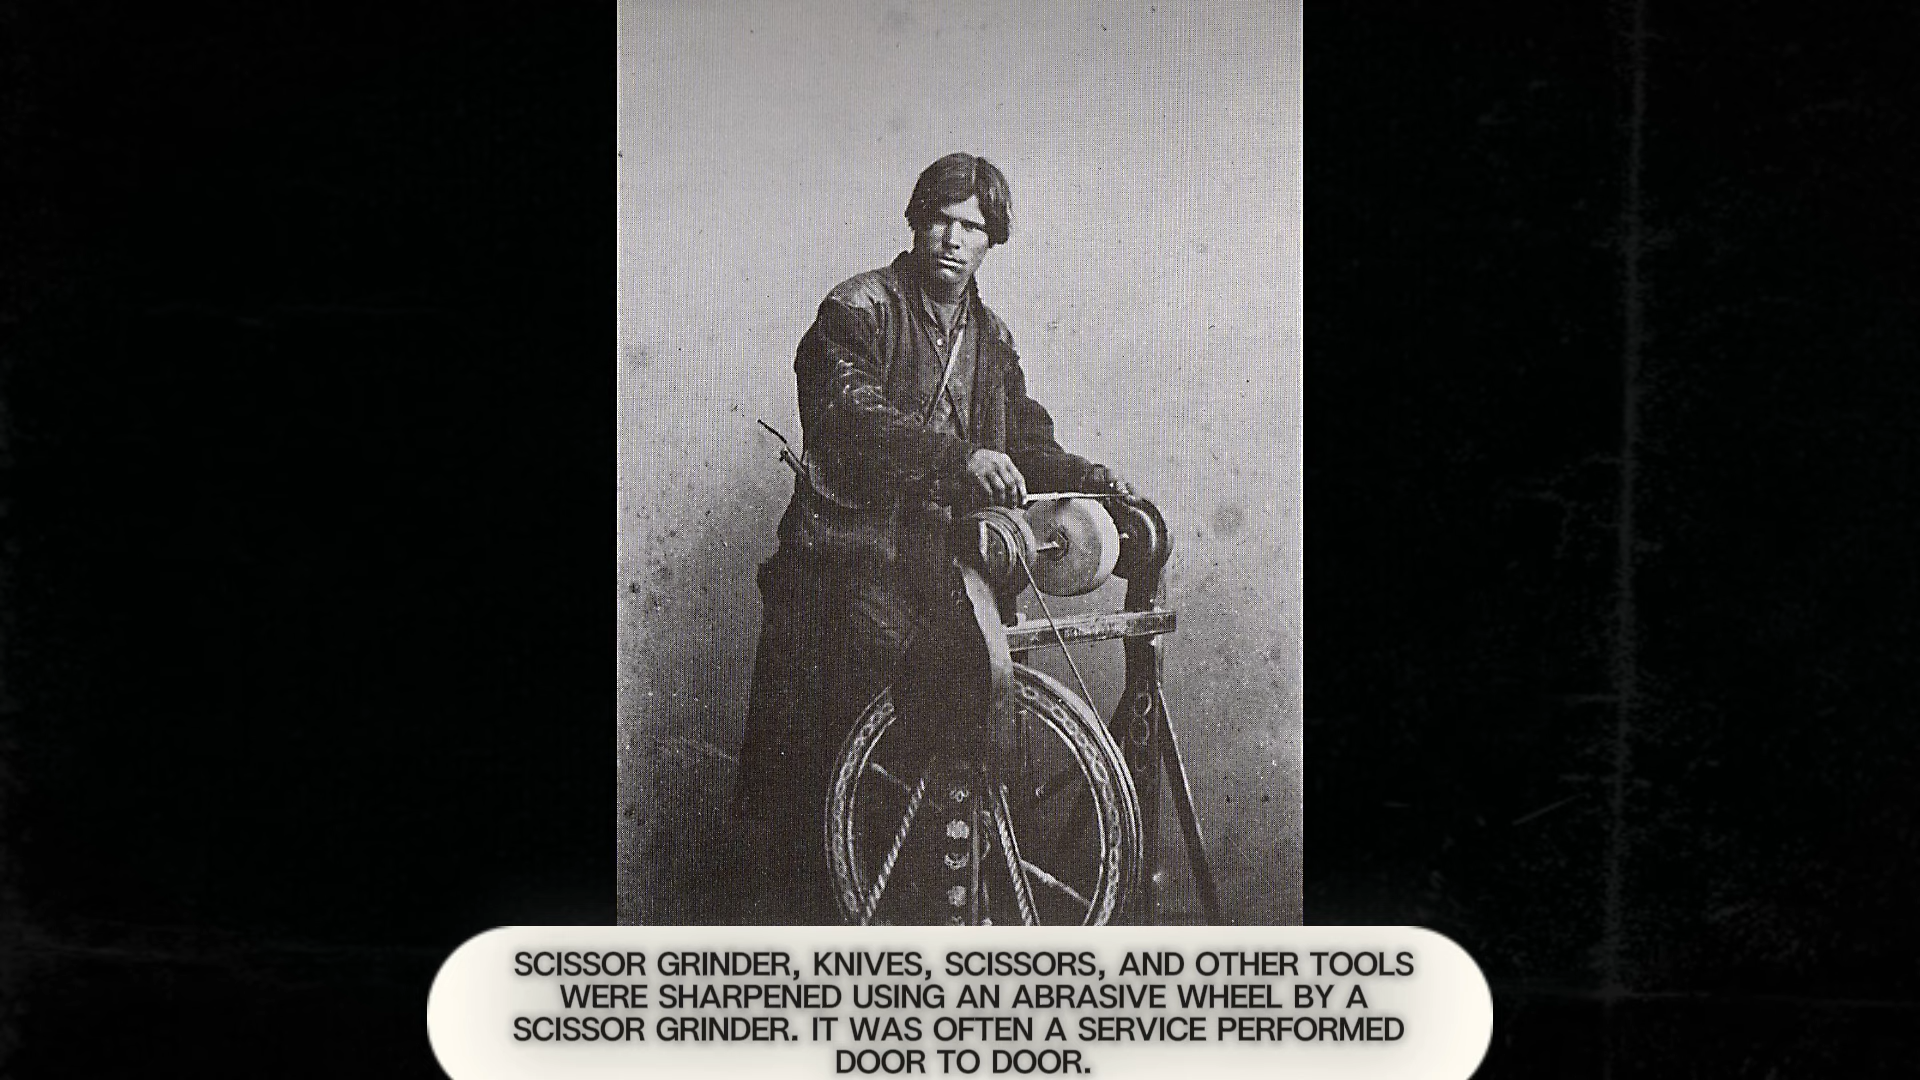 SCISSOR GRINDER, KNIVES, SCISSORS, AND OTHER TOOLS
WERE SHARPENED USING AN ABRASIVE WHEEL BY A
SCISSOR GRINDER. IT WAS OFTEN A SERVICE PERFORMED
DOOR TO DOOR.